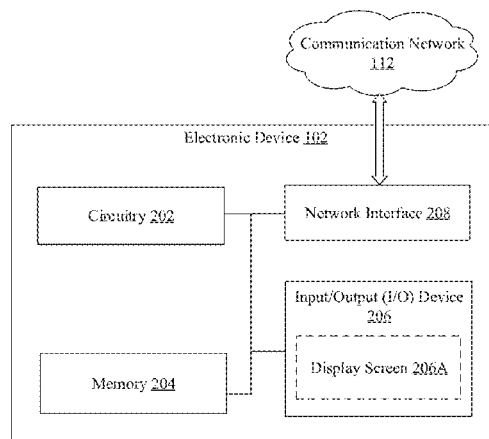 Communication Network
112
Electronic Device 102
Circuitry 202
Network Interface 208
Input/Output (I/O) Device
206
Display Screen 206A
Memory 204